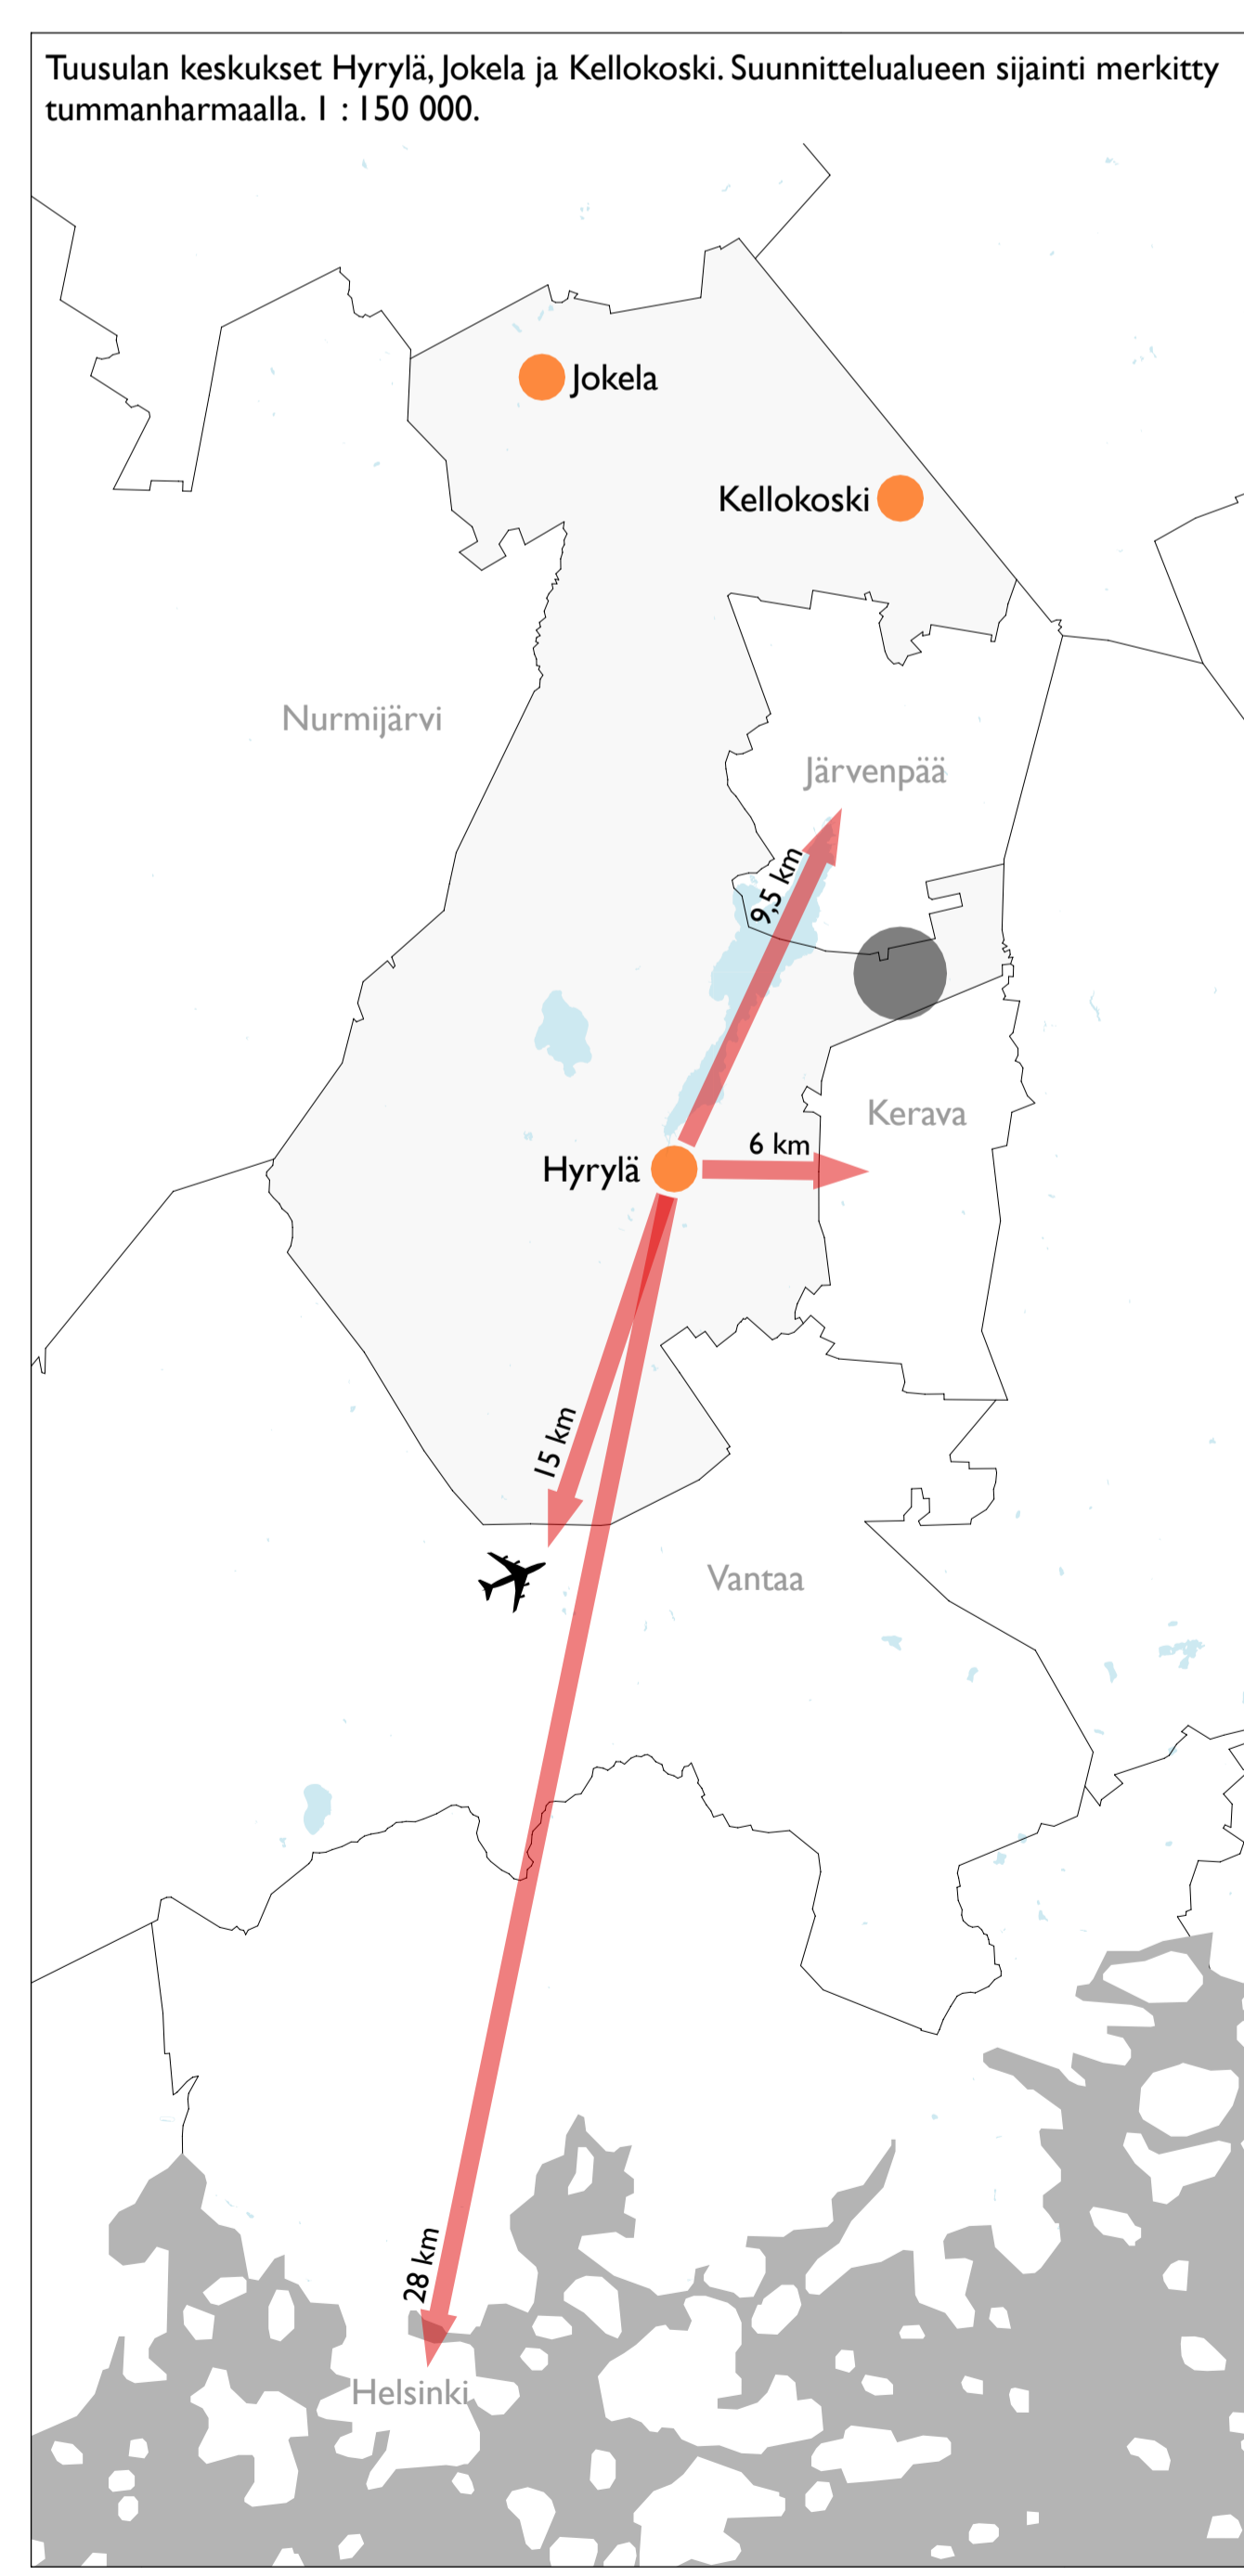 Tuusulan keskukset Hyrylä, Jokela ja Kellokoski. Suunnittelualueen sijainti merkitty
tummanharmaalla. 1 : 150 000.
Jokela
Kellokoski
Nurmijärvi
Järvenpää
9,5 km
Kerava
6 km
Hyrylä
15 km
Vantaa
28 km
Helsinki